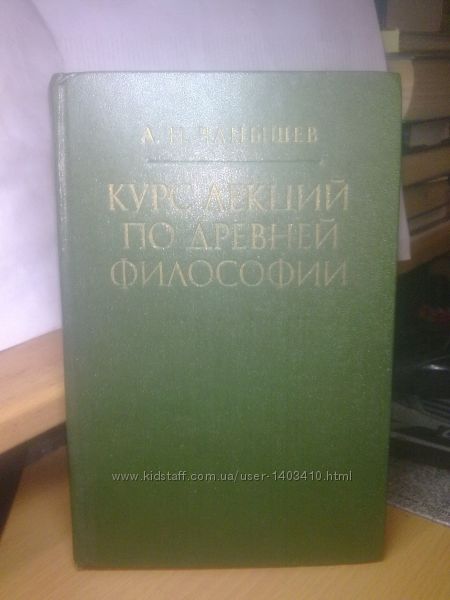 А. Н. ЧАНЫШЕВ
КУРС ЛЕКЦИЙ
ПО ДРЕВНЕЙ
ФИЛОСОФИИ
www.kidstaff.com.ua/user-1403410.html